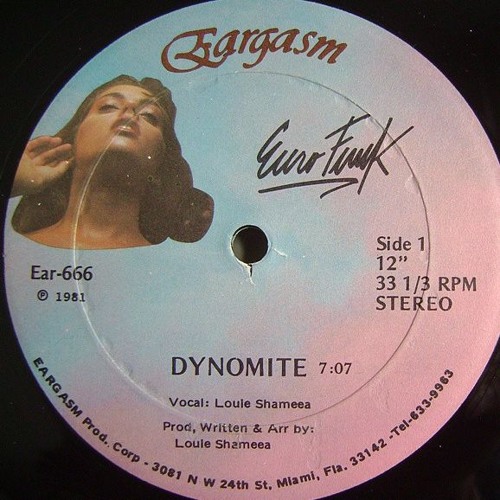 Eargasm
Euro Funk
Side 1
12"
33 1/3 RPM
STEREO
Ear-666
℗ 1981
DYNOMITE 7:07
Vocal: Louie Shameea
Prod, Written & Arr by:
Louie Shameea
EARGASM Prod. Corp - 3081 N W 24th St, Miami, Fla. 33142 -Tel-633-9963